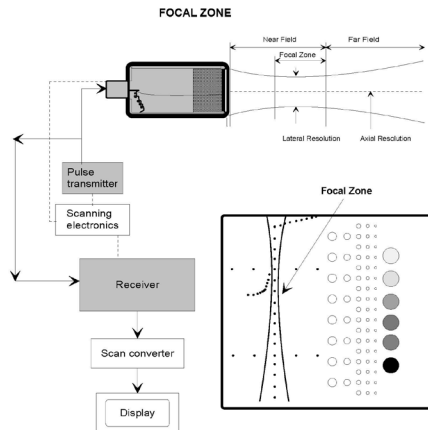 FOCAL ZONE
Near Field
Far Field
Focal Zone
Lateral Resolution
Axial Resclution
Pulse
transmitter
Scanning
electronics
Focal Zone
Receiver
Scan converter
Display